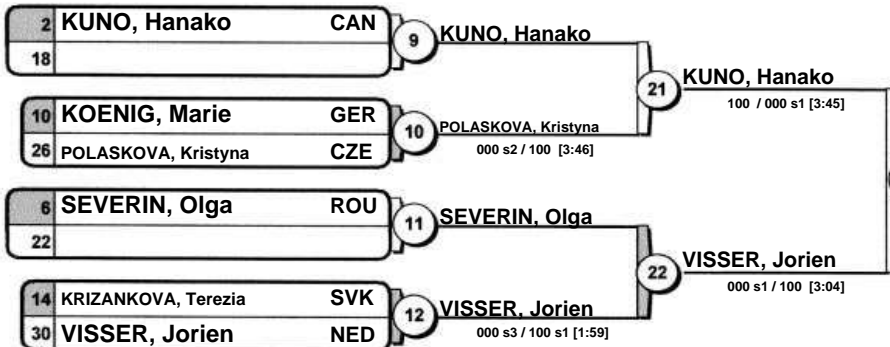 2 KUNO, Hanako CAN
18
9
KUNO, Hanako
10 KOENIG, Marie GER
26 POLASKOVA, Kristyna CZE
10
POLASKOVA, Kristyna
000 s2 / 100 [3:46]
21
KUNO, Hanako
100 / 000 s1 [3:45]
6 SEVERIN, Olga ROU
22
11
SEVERIN, Olga
14 KRIZANKOVA, Terezia SVK
30 VISSER, Jorien NED
12
VISSER, Jorien
000 s3 / 100 s1 [1:59]
22
VISSER, Jorien
000 s1 / 100 [3:04]